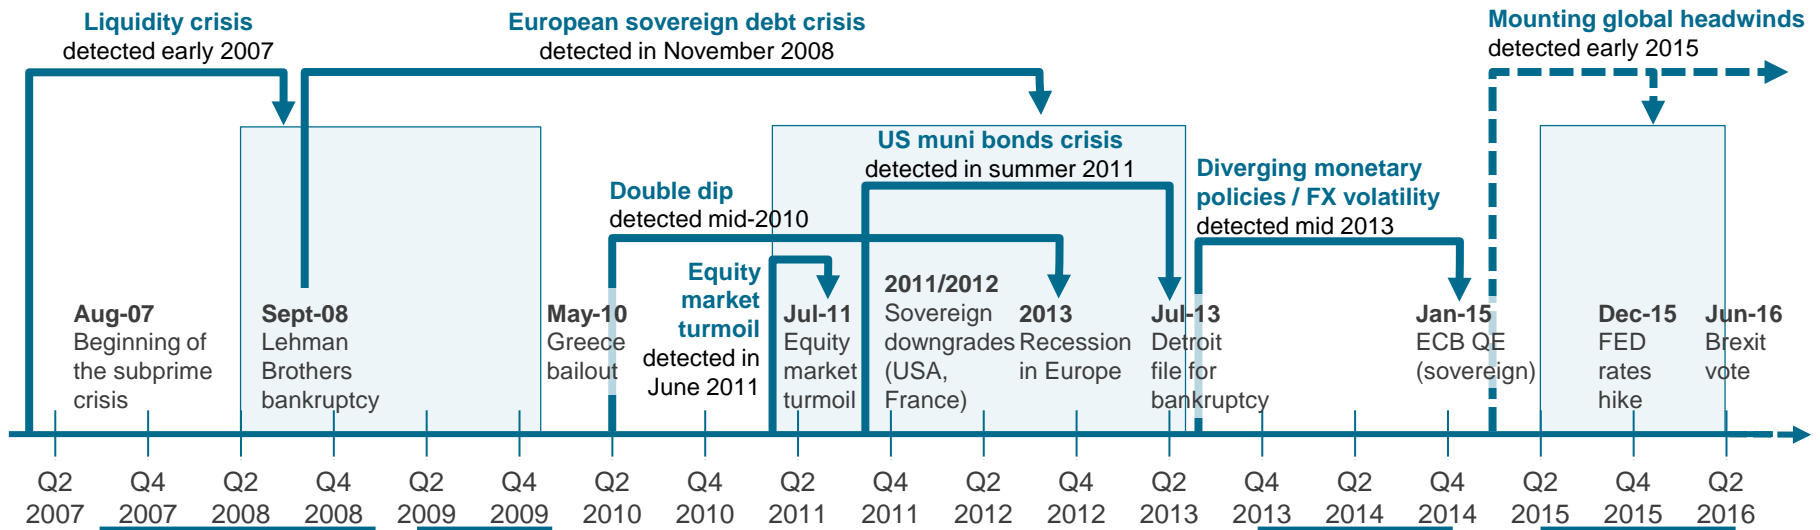 Liquidity crisis
detected early 2007
European sovereign debt crisis
detected in November 2008
Mounting global headwinds
detected early 2015
US muni bonds crisis
detected in summer 2011
Double dip
detected mid-2010
Diverging monetary
policies / FX volatility
detected mid 2013
Equity
market
turmoil
detected in
June 2011
Aug-07
Beginning of
the subprime
crisis
Sept-08
Lehman
Brothers
bankruptcy
May-10
Greece
bailout
Jul-11
Equity
market
turmoil
2011/2012
Sovereign
downgrades
(USA,
France)
2013
Recession
in Europe
Jul-13
Detroit
file for
bankruptcy
Jan-15
ECB QE
(sovereign)
Dec-15
FED
rates
hike
Jun-16
Brexit
vote
Q2 Q4 Q2 Q4 Q2 Q4 Q2 Q4 Q2 Q4 Q2 Q4 Q2 Q4 Q2 Q4 Q2 Q4 Q2
2007 2007 2008 2008 2009 2009 2010 2010 2011 2011 2012 2012 2013 2013 2014 2014 2015 2015 2016